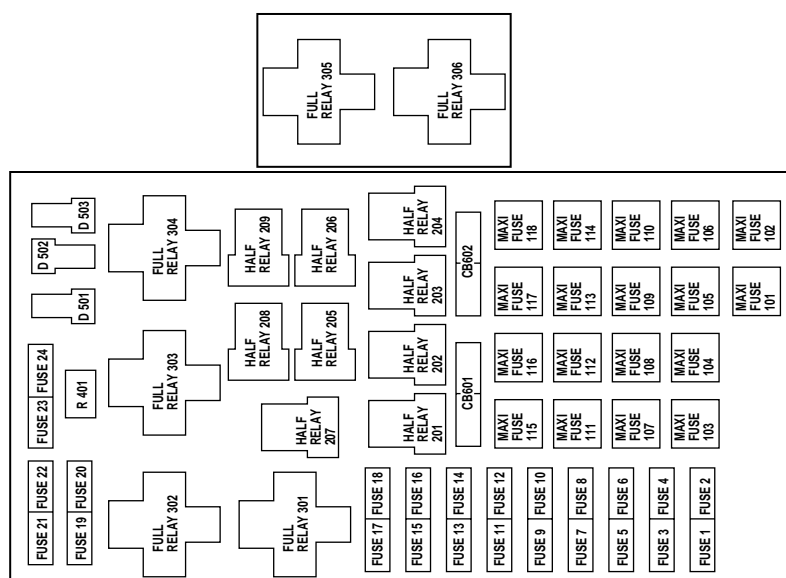 FULL
RELAY 305
FULL
RELAY 306
D 503
D 502
D 501
FULL
RELAY 304
HALF
RELAY 209
HALF
RELAY 206
HALF
RELAY
204
CB602
MAXI
FUSE
118
MAXI
FUSE
114
MAXI
FUSE
110
MAXI
FUSE
106
MAXI
FUSE
102
HALF
RELAY
203
MAXI
FUSE
117
MAXI
FUSE
113
MAXI
FUSE
109
MAXI
FUSE
105
MAXI
FUSE
101
FUSE 24
FUSE 23
R 401
FULL
RELAY 303
HALF
RELAY 208
HALF
RELAY 205
HALF
RELAY
202
CB601
MAXI
FUSE
116
MAXI
FUSE
112
MAXI
FUSE
108
MAXI
FUSE
104
HALF
RELAY
207
HALF
RELAY
201
MAXI
FUSE
115
MAXI
FUSE
111
MAXI
FUSE
107
MAXI
FUSE
103
FUSE 22
FUSE 21
FUSE 20
FUSE 19
FULL
RELAY 302
FULL
RELAY 301
FUSE 18
FUSE 17
FUSE 16
FUSE 15
FUSE 14
FUSE 13
FUSE 12
FUSE 11
FUSE 10
FUSE 9
FUSE 8
FUSE 7
FUSE 6
FUSE 5
FUSE 4
FUSE 3
FUSE 2
FUSE 1